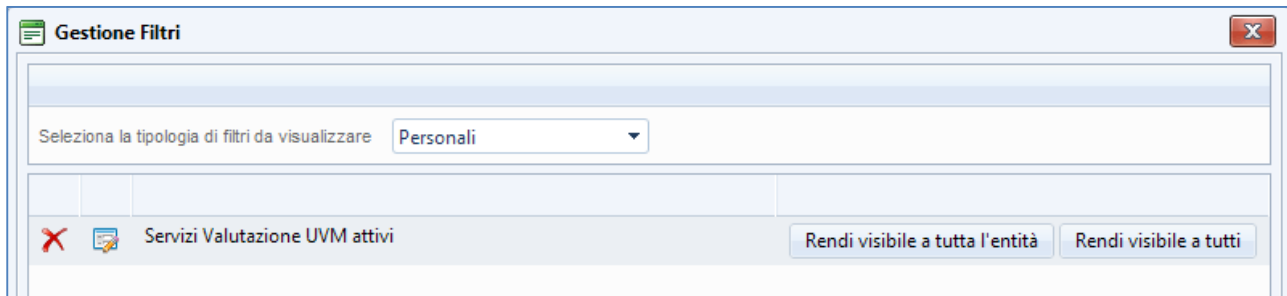 Gestione Filtri
Seleziona la tipologia di filtri da visualizzare Personali
Servizi Valutazione UVM attivi Rendi visibile a tutta l'entità Rendi visibile a tutti